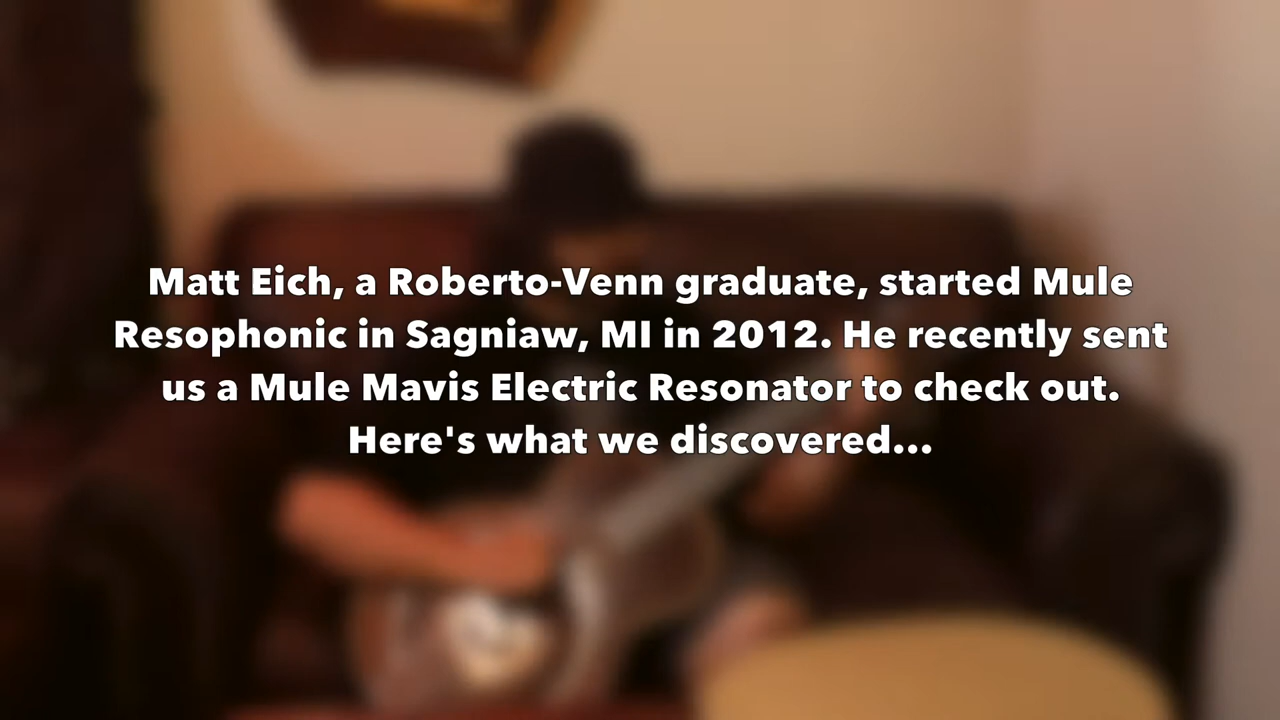 Matt Eich, a Roberto-Venn graduate, started Mule
Resophonic in Sagniaw, MI in 2012. He recently sent
us a Mule Mavis Electric Resonator to check out.
Here's what we discovered...